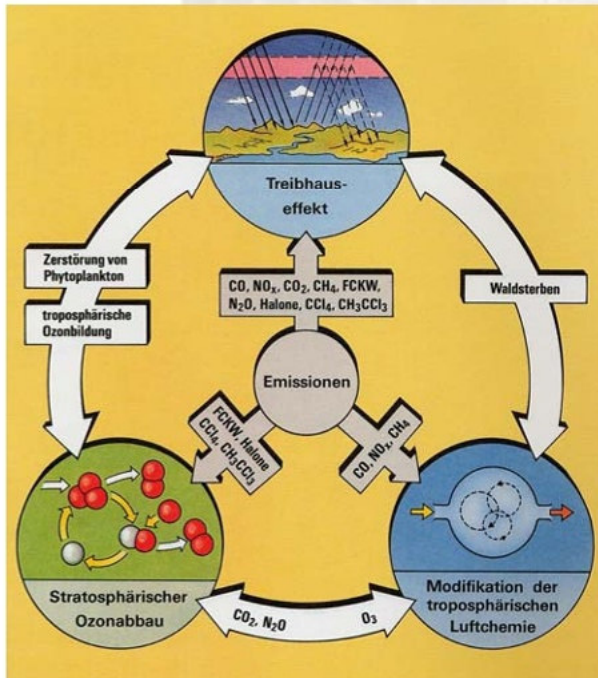 Treibhaus-
effekt
Zerstörung von
Phytoplankton
troposphärische
Ozonbildung
CO, NOₓ, CO₂, CH₄, FCKW,
N₂O, Halone, CCl₄, CH₃CCl₃
Waldsterben
Emissionen
FCKW, Halone
CCl₄, CH₃CCl₃
CO, NOₓ, CH₄
Stratosphärischer
Ozonabbau
CO₂, N₂O
O₃
Modifikation der
troposphärischen
Luftchemie